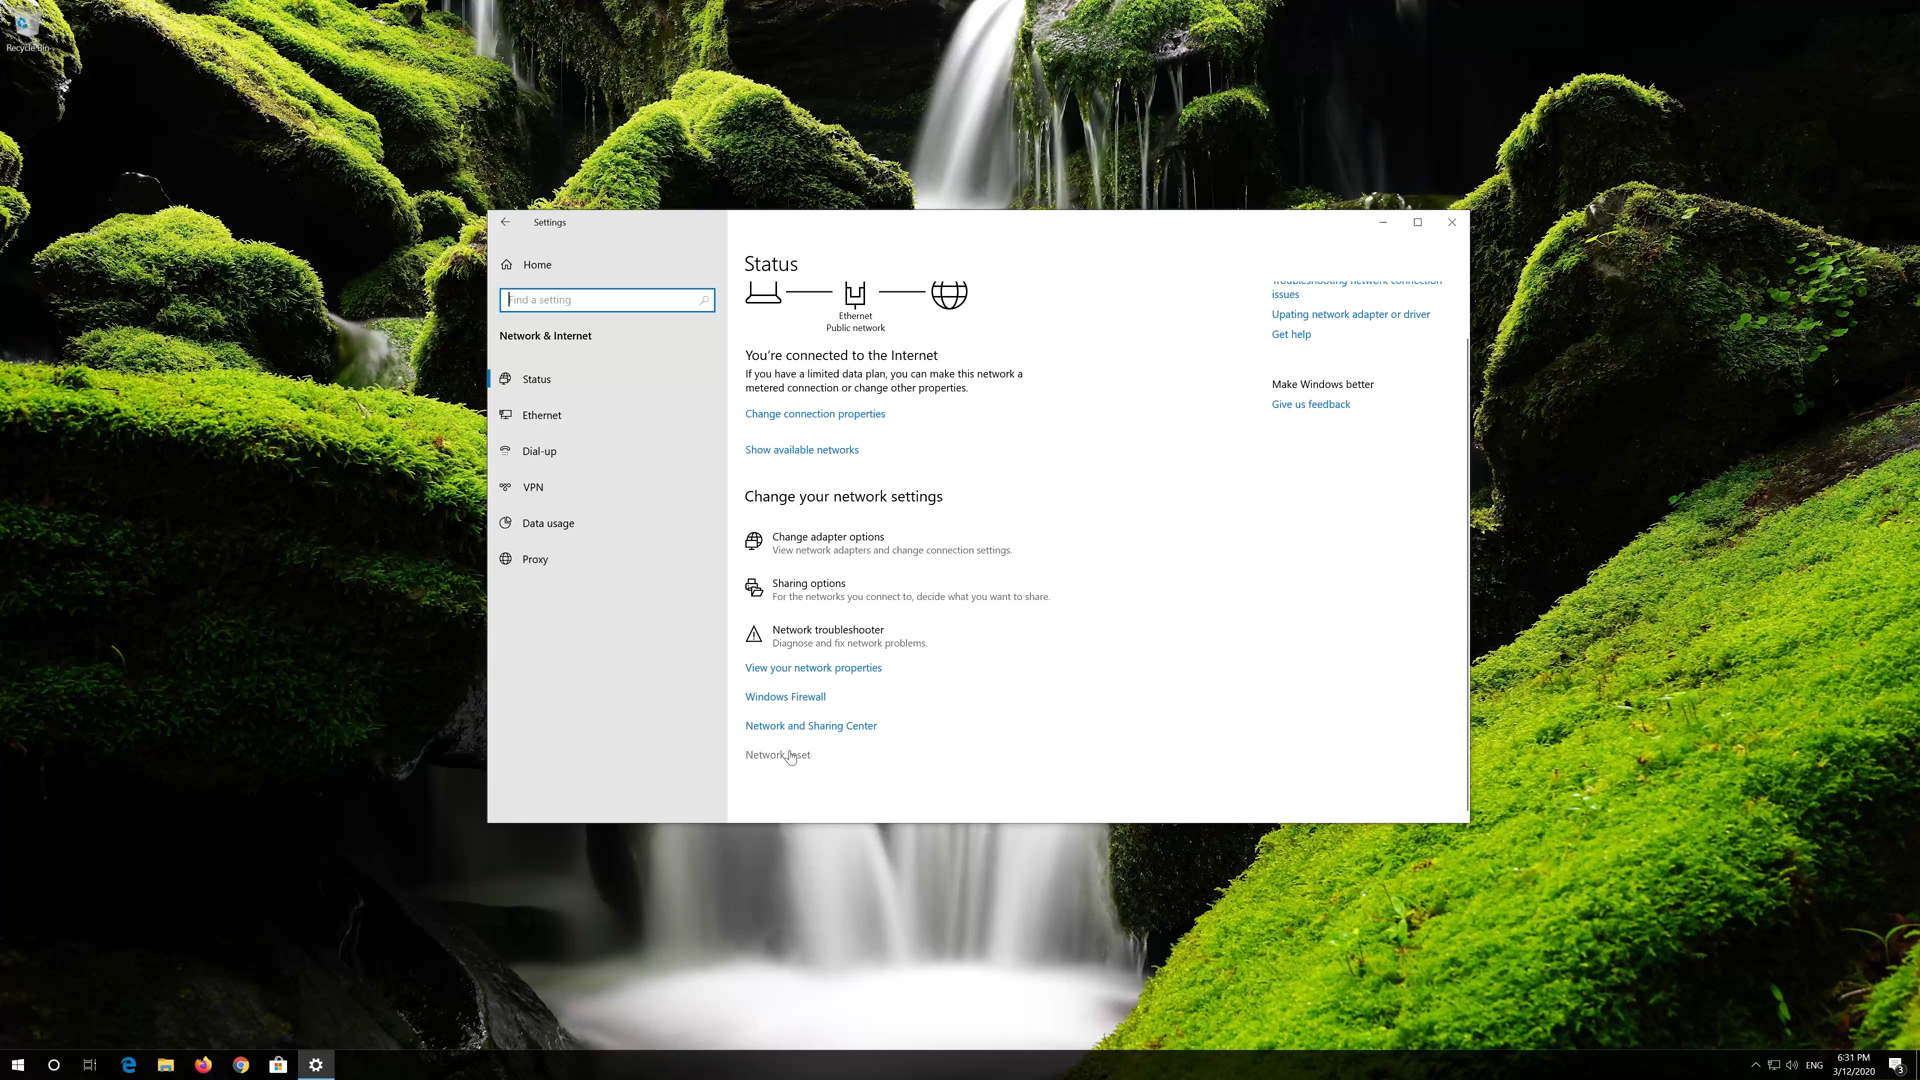 Recycle Bin
Settings
Home
Find a setting
Network & Internet
Status
Ethernet
Dial-up
VPN
Data usage
Proxy
Status
Ethernet
Public network
You're connected to the Internet
If you have a limited data plan, you can make this network a
metered connection or change other properties.
Change connection properties
Show available networks
Change your network settings
Change adapter options
View network adapters and change connection settings.
Sharing options
For the networks you connect to, decide what you want to share.
Network troubleshooter
Diagnose and fix network problems.
View your network properties
Windows Firewall
Network and Sharing Center
Network reset
Troubleshooting network connection
issues
Upating network adapter or driver
Get help
Make Windows better
Give us feedback
ENG
6:31 PM
3/12/2020
3